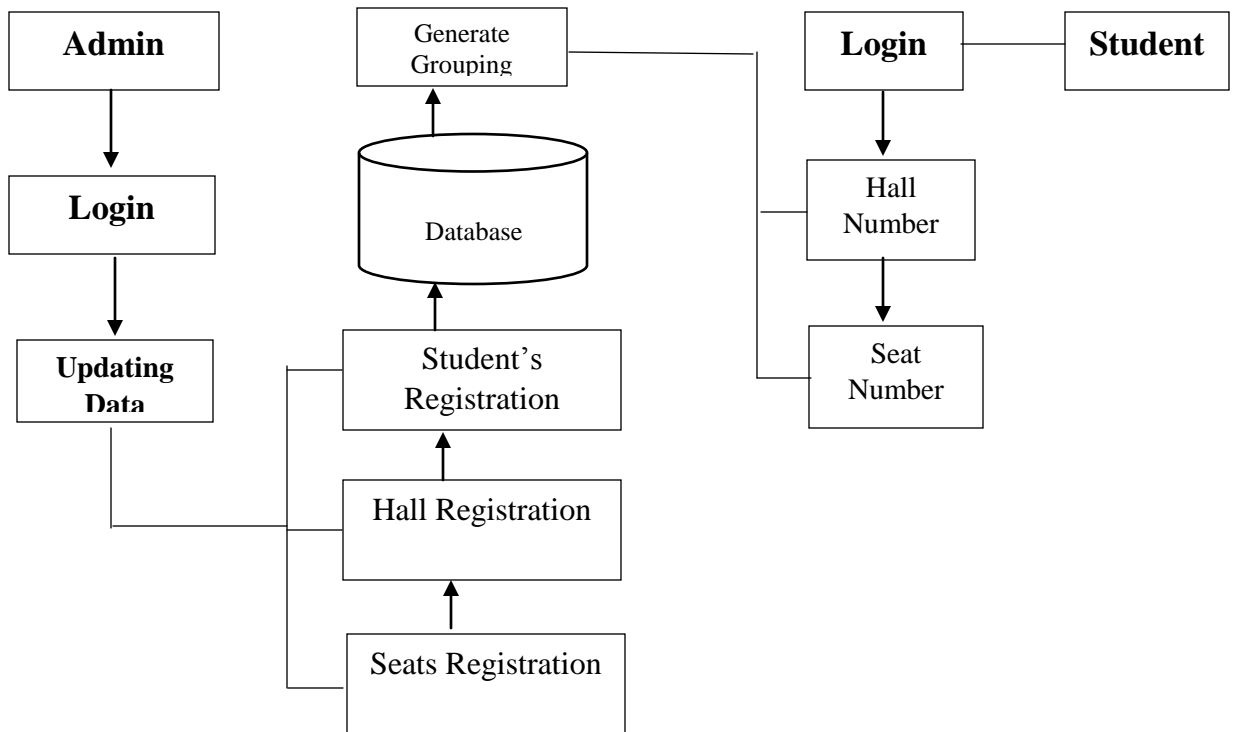 Admin
Login
Updating
Data
Generate
Grouping
Database
Student’s
Registration
Hall Registration
Seats Registration
Login
Student
Hall
Number
Seat
Number